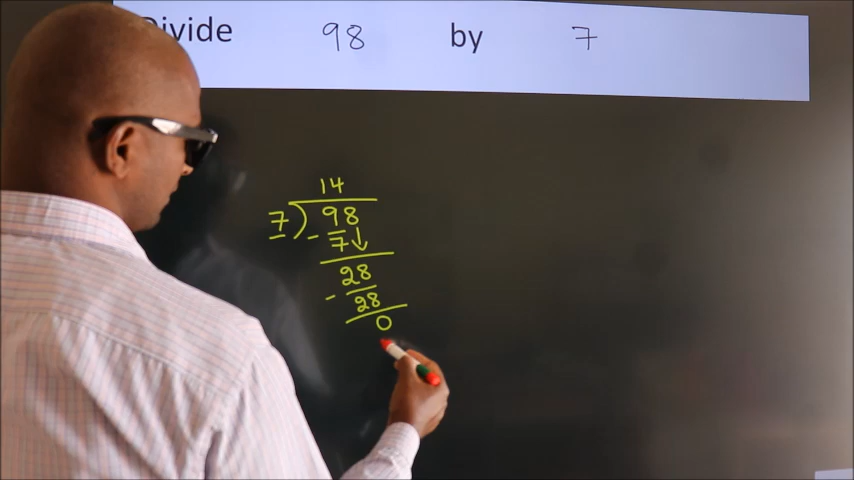 Divide 98 by 7
14
7 ) 98
- 7 ↓
28
- 28
0